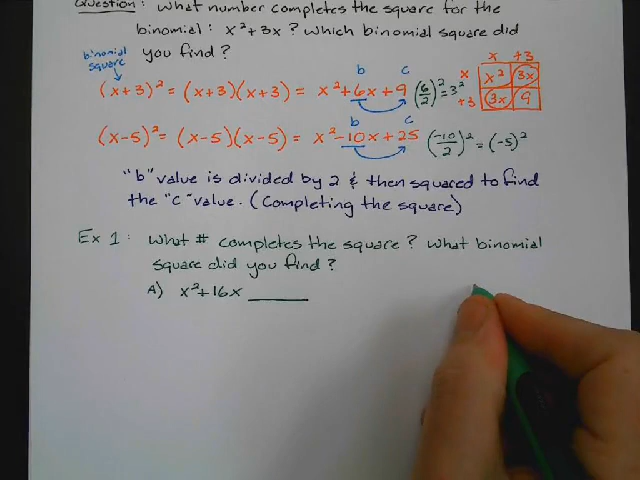 Question: What number completes the square for the
binomial: x² + 3x ? Which binomial square did
you find ?
binomial
square
(x+3)² = (x+3)(x+3) = x²+6x+9 (6/2)² = 3²
b c
x +3
x x² 3x
+3 3x 9
(x-5)² = (x-5)(x-5) = x²-10x+25 (-10/2)² = (-5)²
b c
"b" value is divided by 2 & then squared to find
the "c" value. (Completing the square)
Ex 1: What # completes the square ? What binomial
square did you find ?
A) x²+16x ______